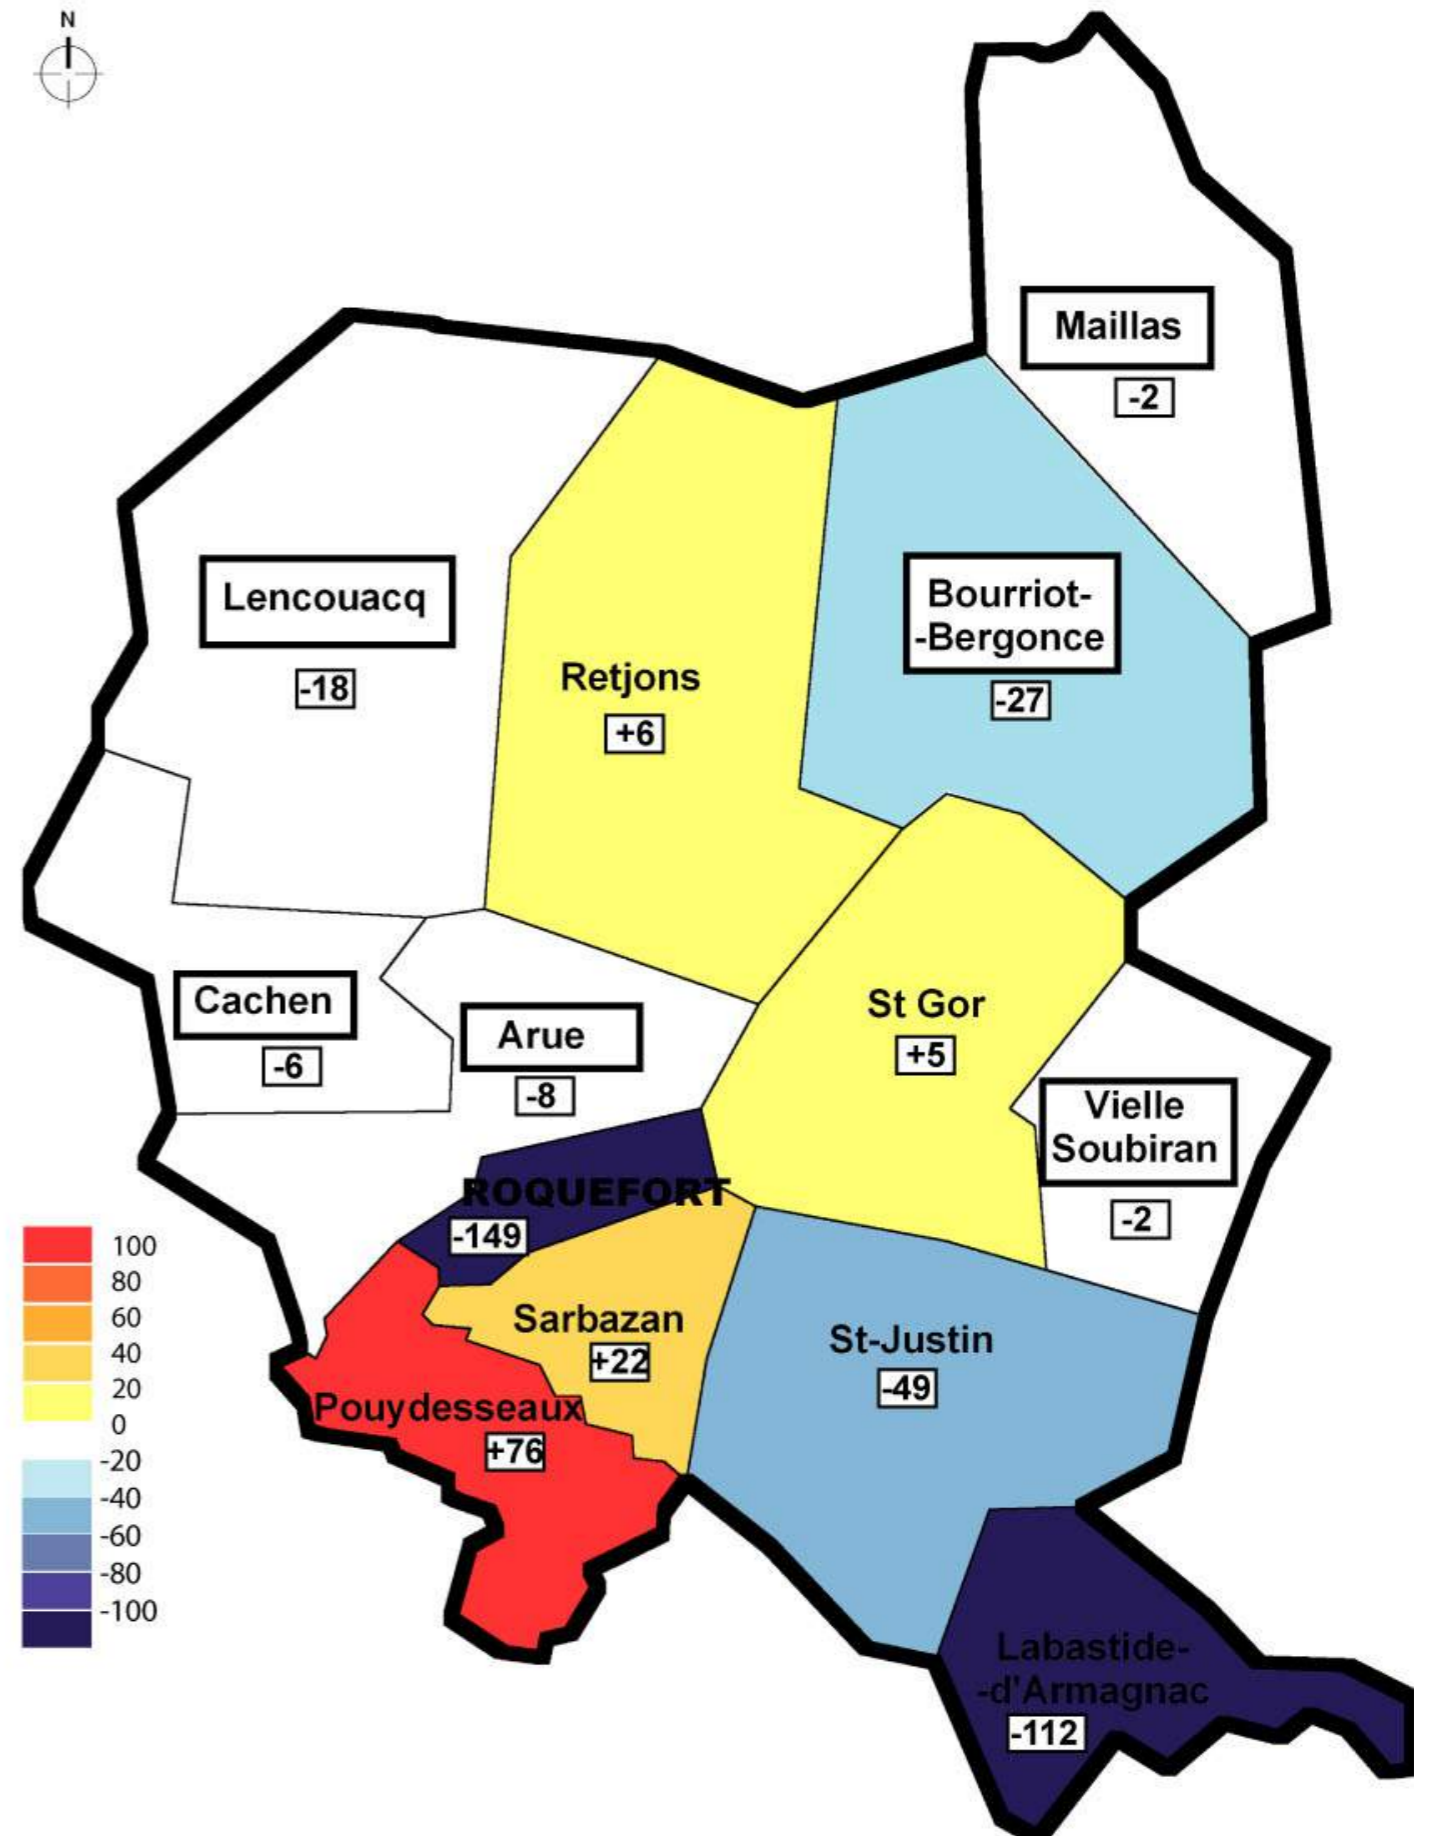 N
Maillas
-2
Lencouacq
-18
Bourriot-
-Bergonce
-27
Retjons
+6
Cachen
-6
Arue
-8
St Gor
+5
Vielle
Soubiran
-2
ROQUEFORT
-149
Sarbazan
+22
St-Justin
-49
Pouydesseaux
+76
Labastide-
-d'Armagnac
-112
100
80
60
40
20
0
-20
-40
-60
-80
-100